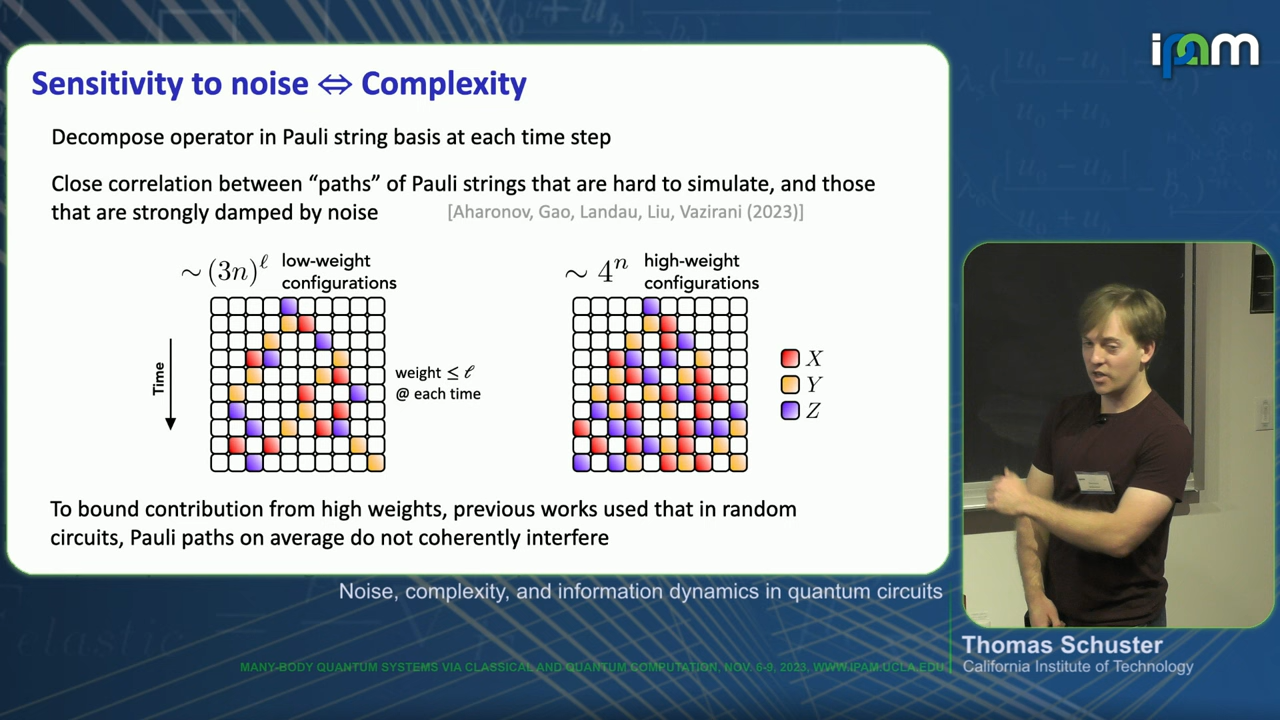 ipam
Sensitivity to noise ⇔ Complexity
Decompose operator in Pauli string basis at each time step
Close correlation between “paths” of Pauli strings that are hard to simulate, and those
that are strongly damped by noise [Aharonov, Gao, Landau, Liu, Vazirani (2023)]
~ (3n)^ℓ low-weight
configurations
~ 4^n high-weight
configurations
Time
weight ≤ ℓ
@ each time
X
Y
Z
To bound contribution from high weights, previous works used that in random
circuits, Pauli paths on average do not coherently interfere
Noise, complexity, and information dynamics in quantum circuits
Thomas Schuster
California Institute of Technology
MANY-BODY QUANTUM SYSTEMS VIA CLASSICAL AND QUANTUM COMPUTATION, NOV. 6-9, 2023, WWW.IPAM.UCLA.EDU
elastic